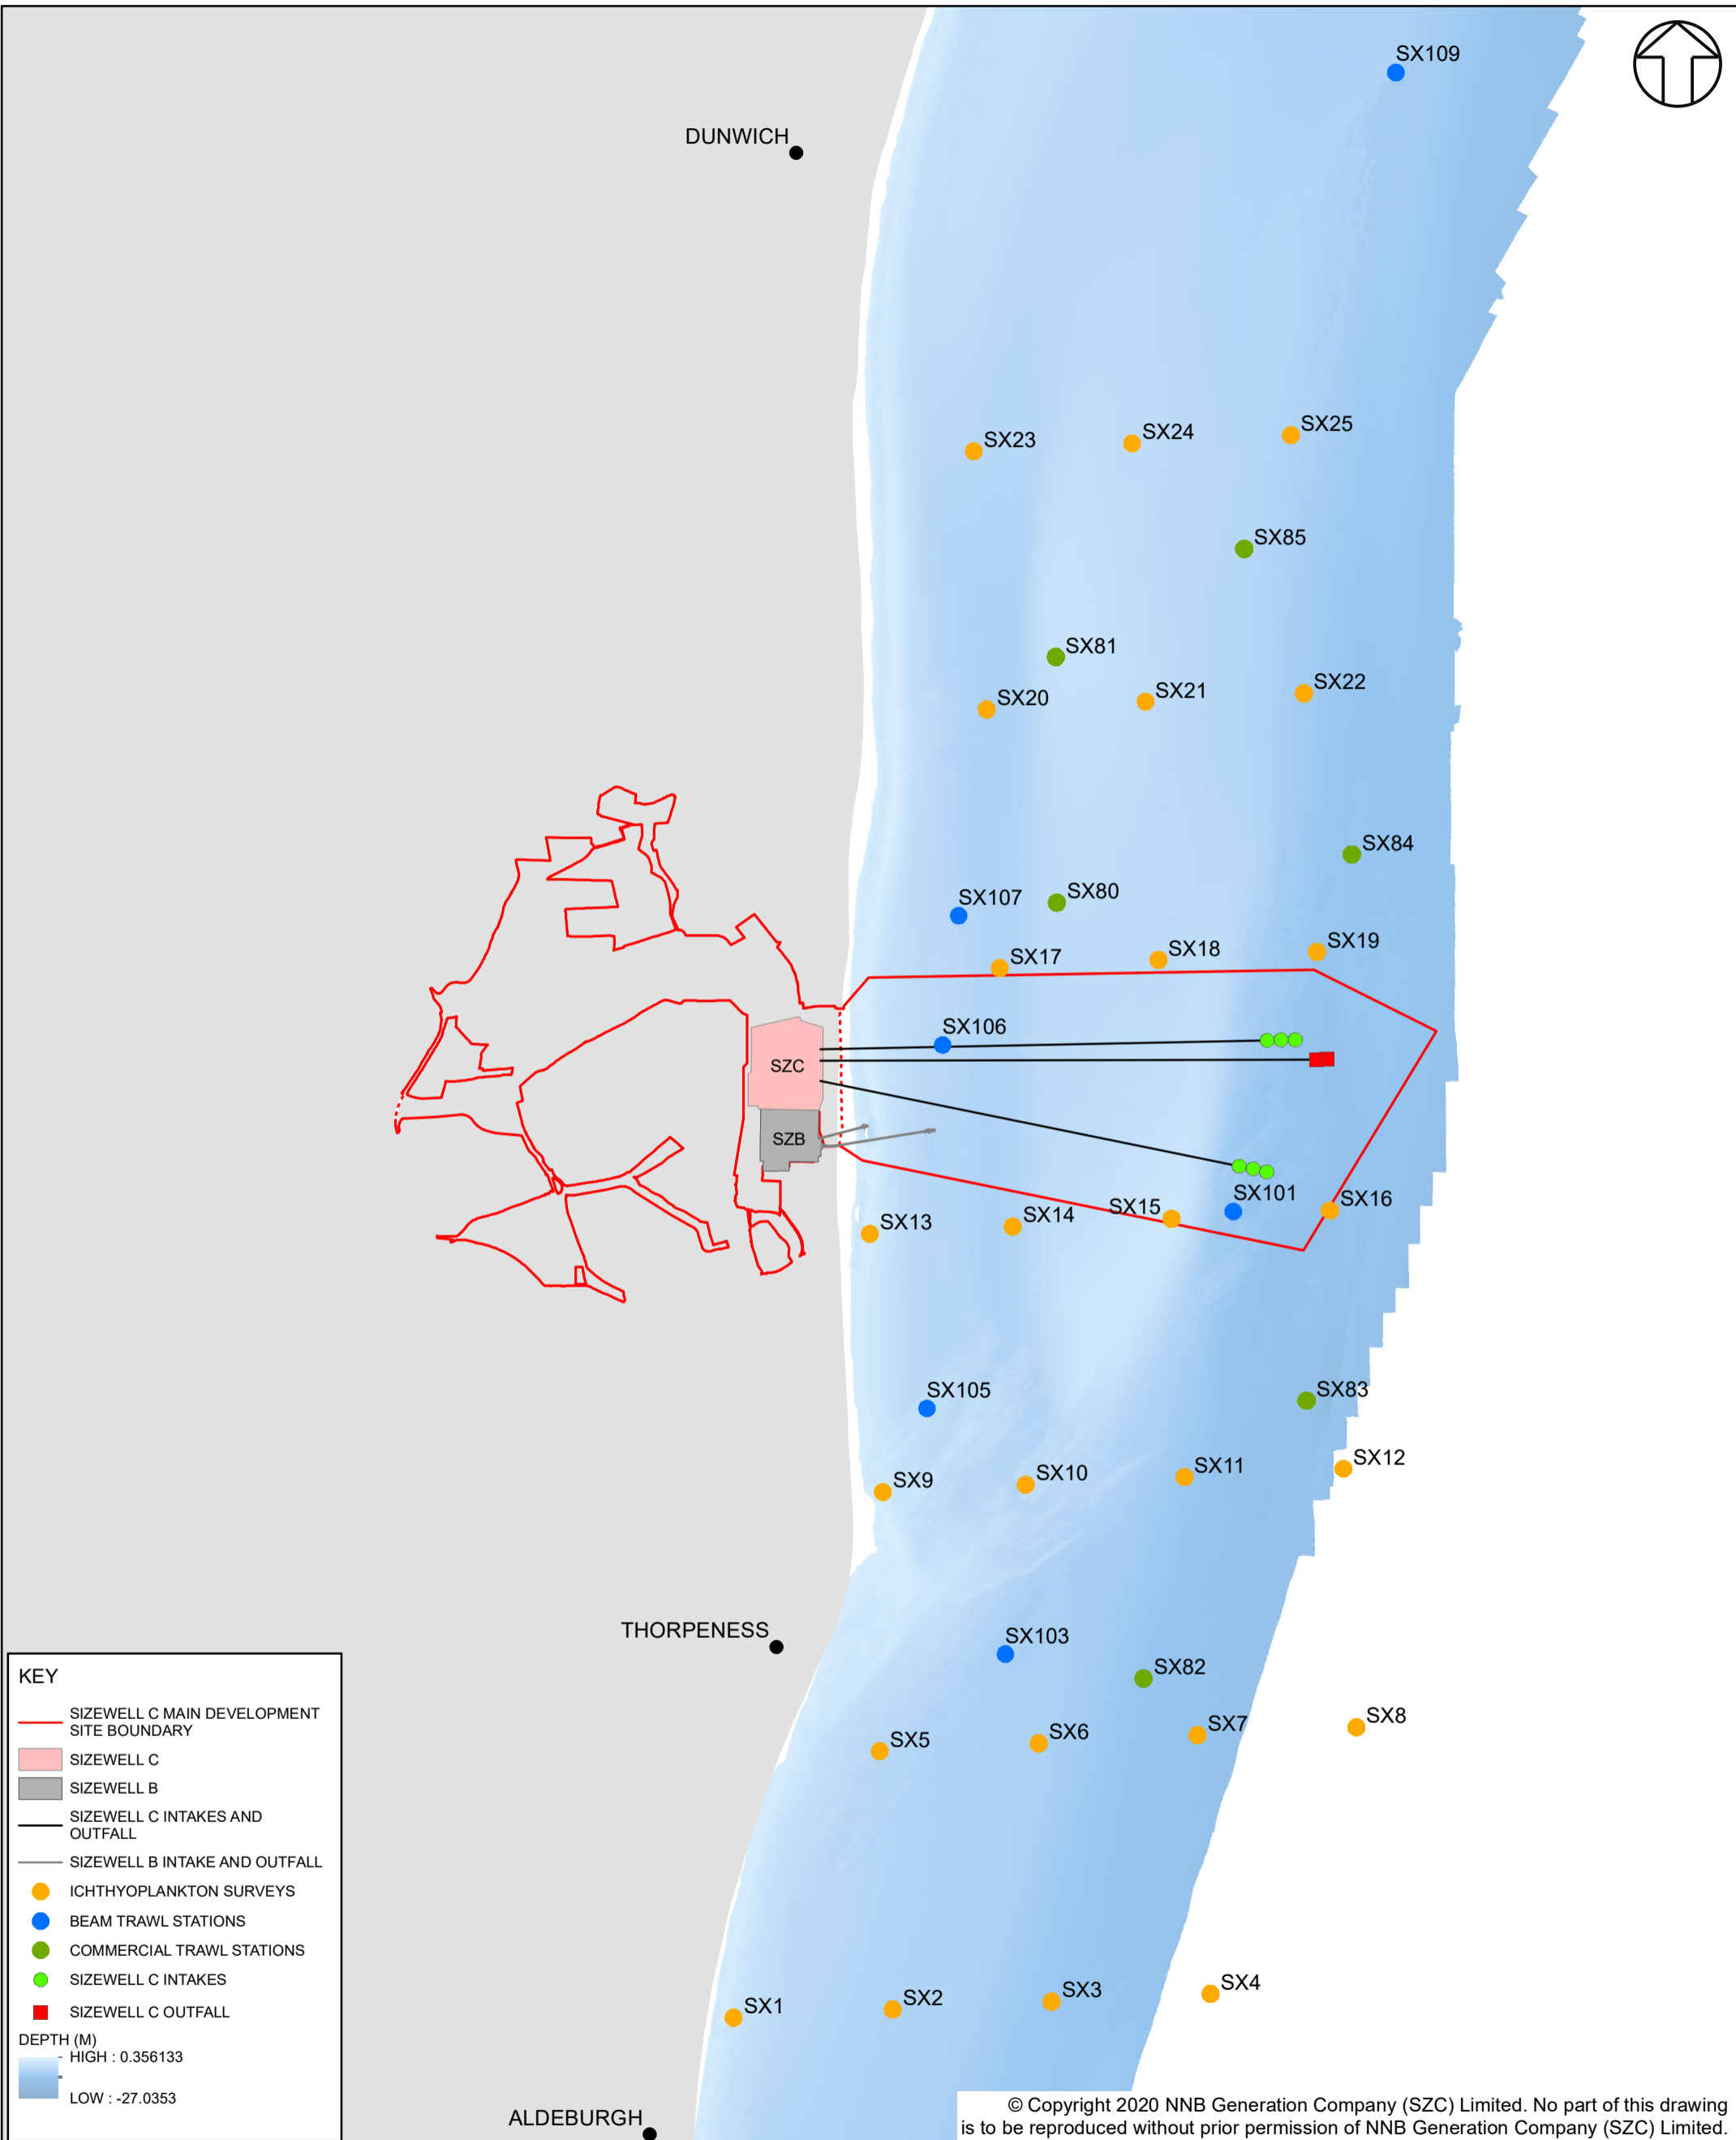 SX109
DUNWICH
SX25
SX24
SX23
SX85
SX81
SX22
SX21
SX20
SX84
SX80
SX107
SX19
SX18
SX17
SX106
SZC
SZB
SX101
SX16
SX15
SX14
SX13
SX83
SX105
SX12
SX11
SX10
SX9
THORPENESS
SX103
SX82
SX8
SX7
SX6
SX5
SX4
SX3
SX2
SX1
ALDEBURGH
KEY
SIZEWELL C MAIN DEVELOPMENT
SITE BOUNDARY
SIZEWELL C
SIZEWELL B
SIZEWELL C INTAKES AND
OUTFALL
SIZEWELL B INTAKE AND OUTFALL
ICHTHYOPLANKTON SURVEYS
BEAM TRAWL STATIONS
COMMERCIAL TRAWL STATIONS
SIZEWELL C INTAKES
SIZEWELL C OUTFALL
DEPTH (M)
HIGH : 0.356133
LOW : -27.0353
© Copyright 2020 NNB Generation Company (SZC) Limited. No part of this drawing
is to be reproduced without prior permission of NNB Generation Company (SZC) Limited.